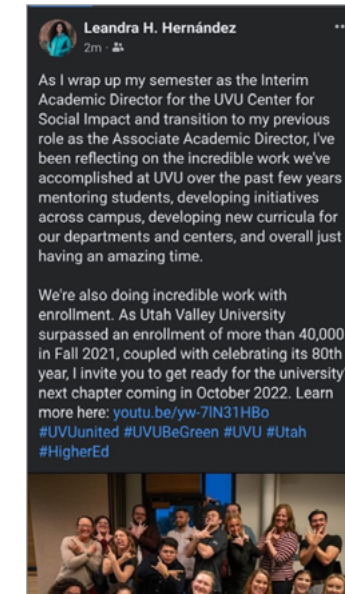 Leandra H. Hernández
2m
As I wrap up my semester as the Interim
Academic Director for the UVU Center for
Social Impact and transition to my previous
role as the Associate Academic Director, I've
been reflecting on the incredible work we've
accomplished at UVU over the past few years
mentoring students, developing initiatives
across campus, developing new curricula for
our departments and centers, and overall just
having an amazing time.
We're also doing incredible work with
enrollment. As Utah Valley University
surpassed an enrollment of more than 40,000
in Fall 2021, coupled with celebrating its 80th
year, I invite you to get ready for the university'
next chapter coming in October 2022. Learn
more here: youtu.be/yw-7lN31HBo
#UVUunited #UVUBeGreen #UVU #Utah
#HigherEd